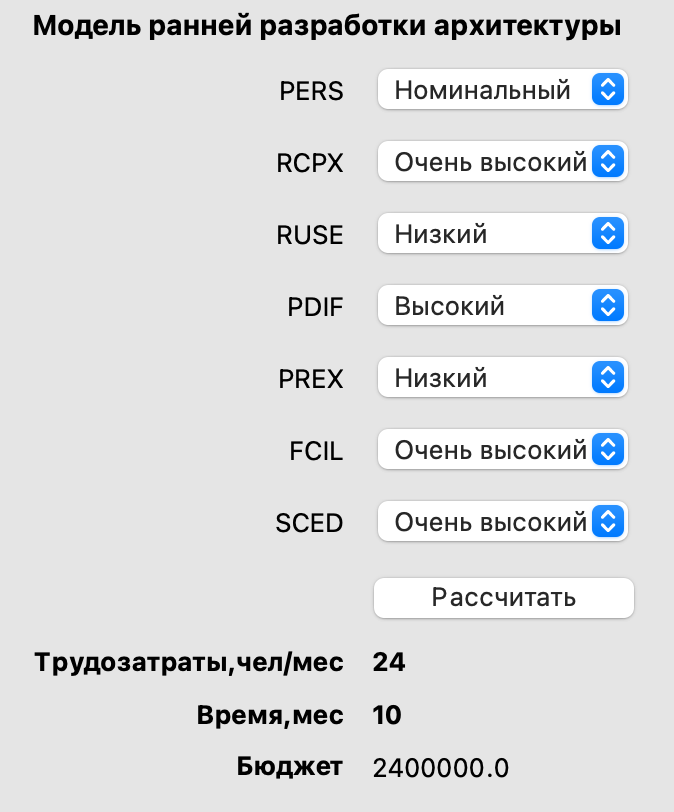 Модель ранней разработки архитектуры
PERS Номинальный
RCPX Очень высокий
RUSE Низкий
PDIF Высокий
PREX Низкий
FCIL Очень высокий
SCED Очень высокий
Рассчитать
Трудозатраты,чел/мес 24
Время,мес 10
Бюджет 2400000.0